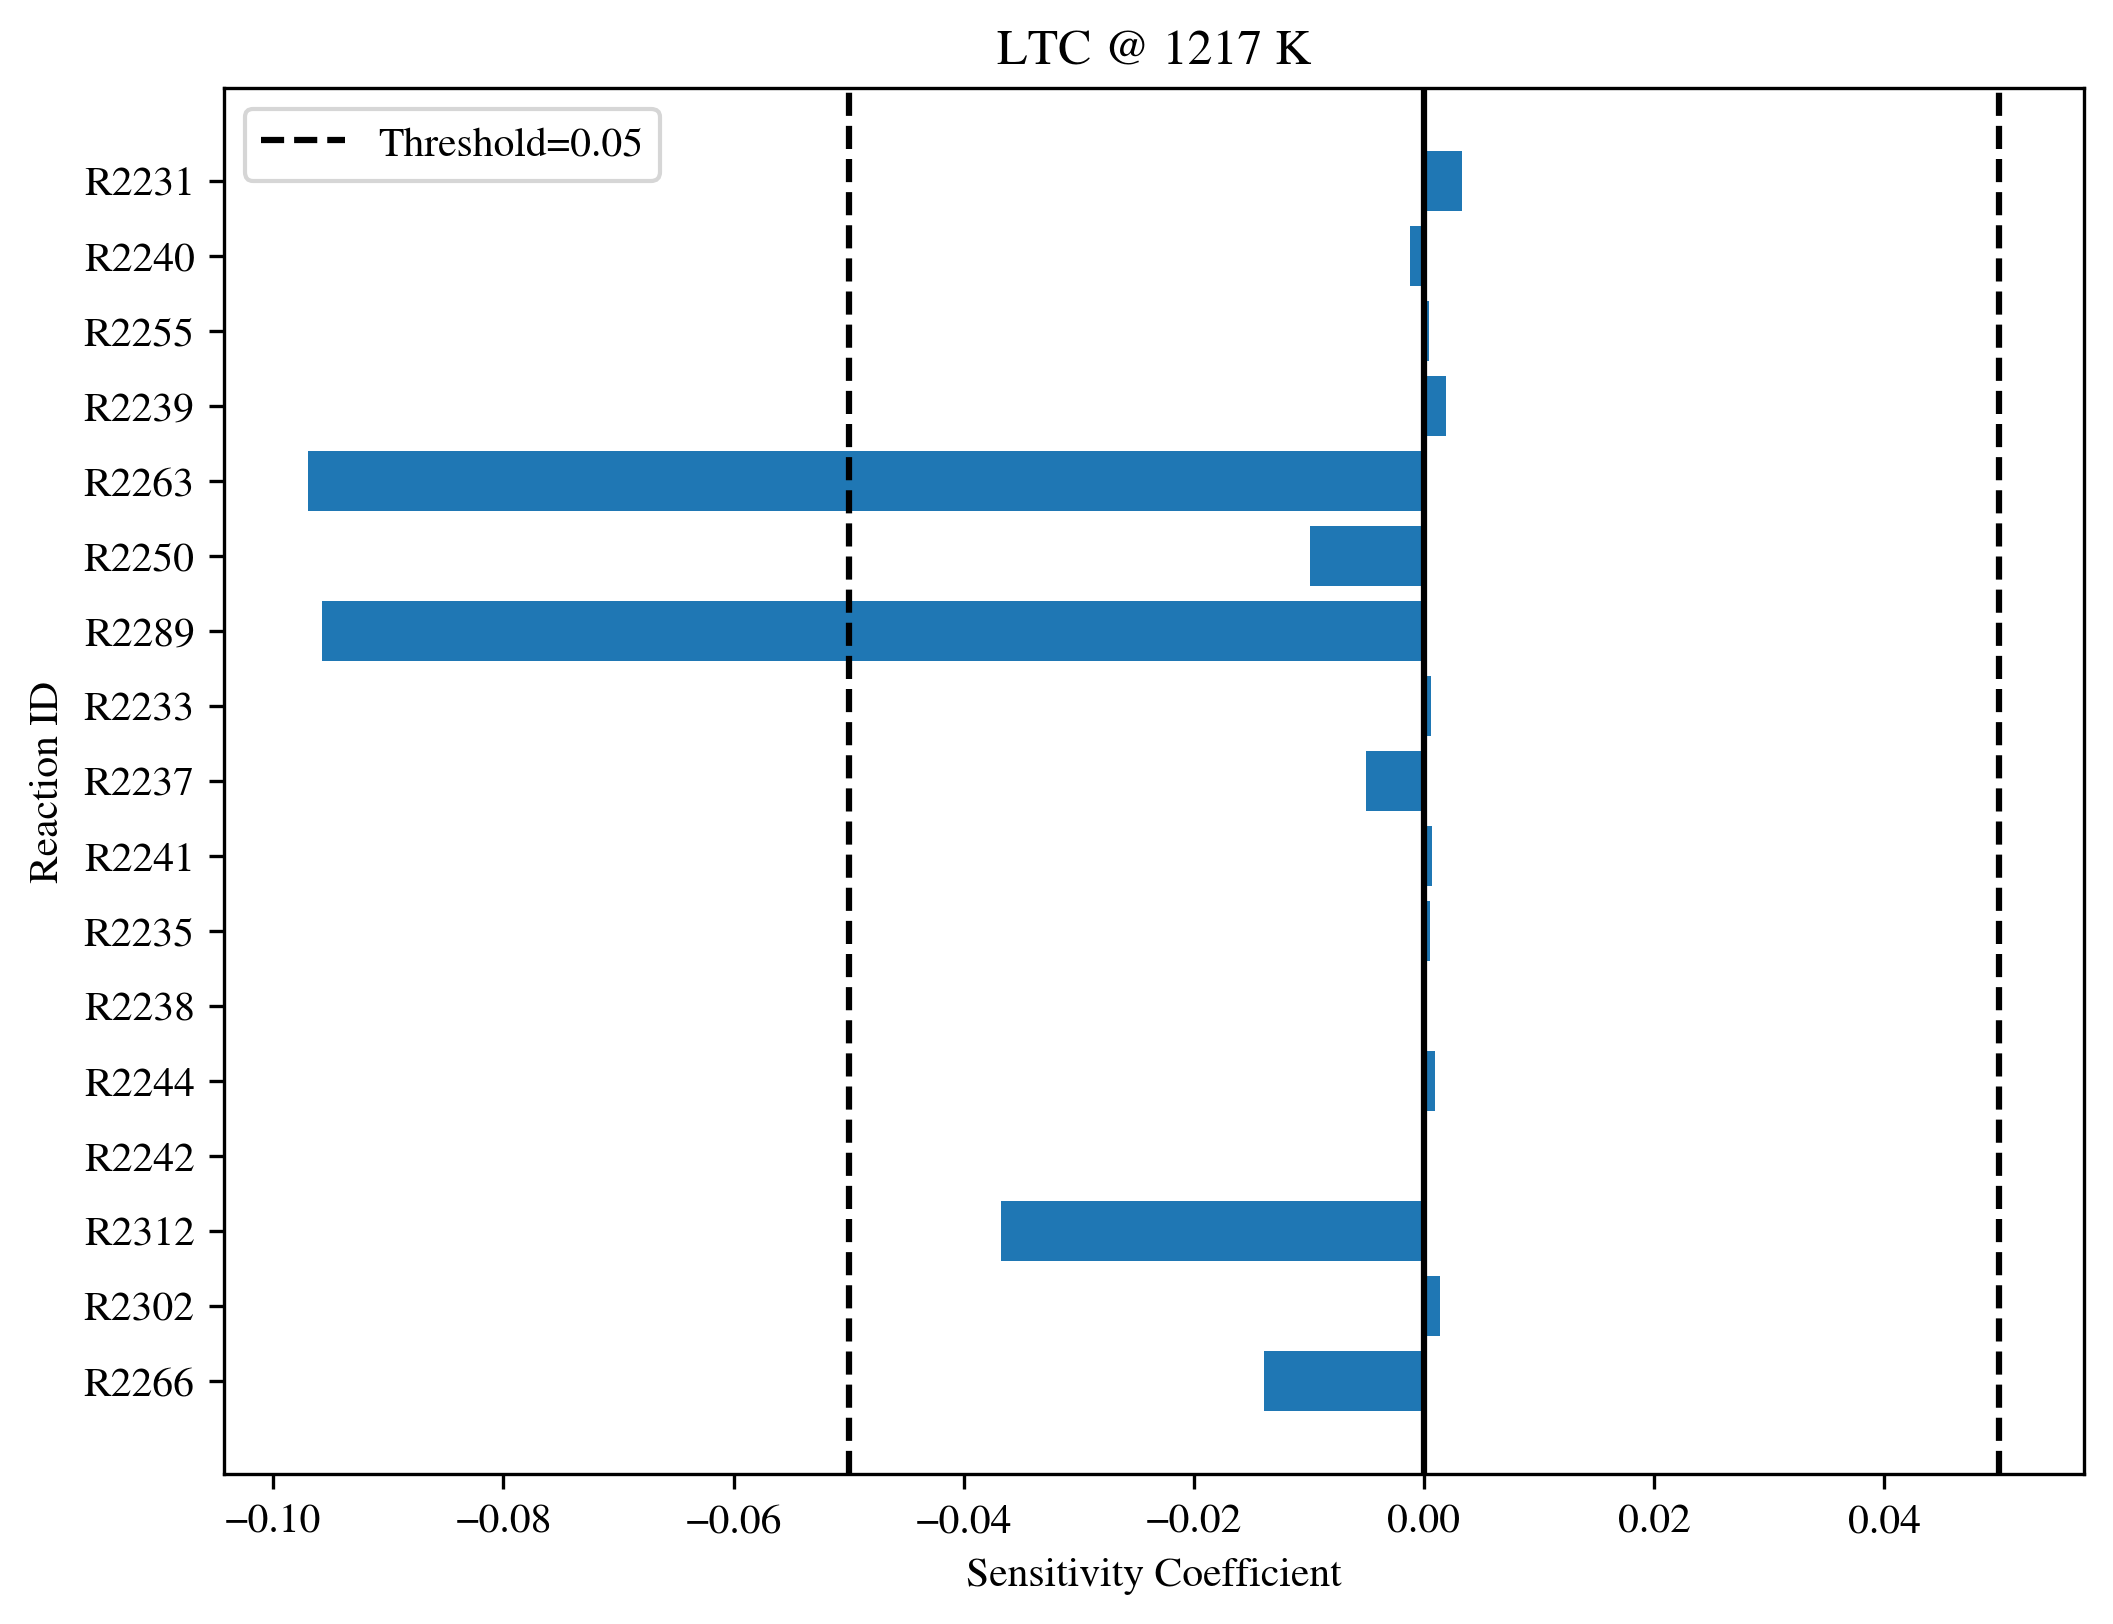 LTC @ 1217 K
Threshold=0.05
R2231
R2240
R2255
R2239
R2263
R2250
R2289
R2233
R2237
R2241
R2235
R2238
R2244
R2242
R2312
R2302
R2266
Reaction ID
−0.10 −0.08 −0.06 −0.04 −0.02 0.00 0.02 0.04
Sensitivity Coefficient